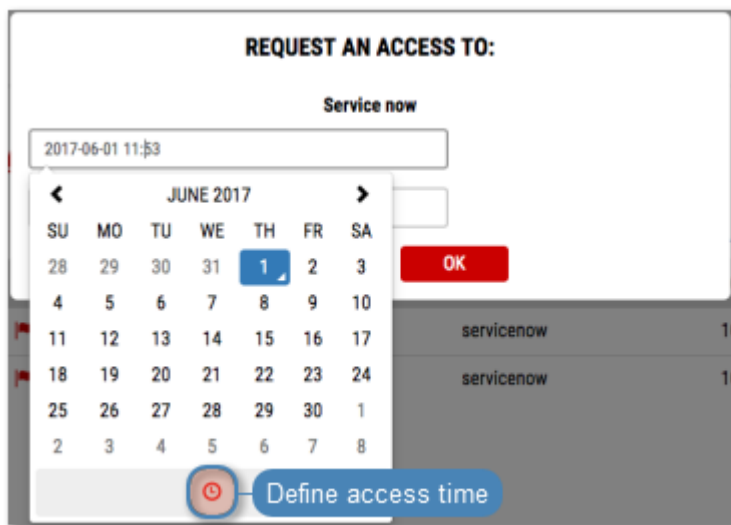 REQUEST AN ACCESS TO:
Service now
2017-06-01 11:53
JUNE 2017
SU MO TU WE TH FR SA
28 29 30 31 1 2 3
OK
4 5 6 7 8 9 10
11 12 13 14 15 16 17
servicenow 1
18 19 20 21 22 23 24
servicenow 1
25 26 27 28 29 30 1
2 3 4 5 6 7 8
Define access time